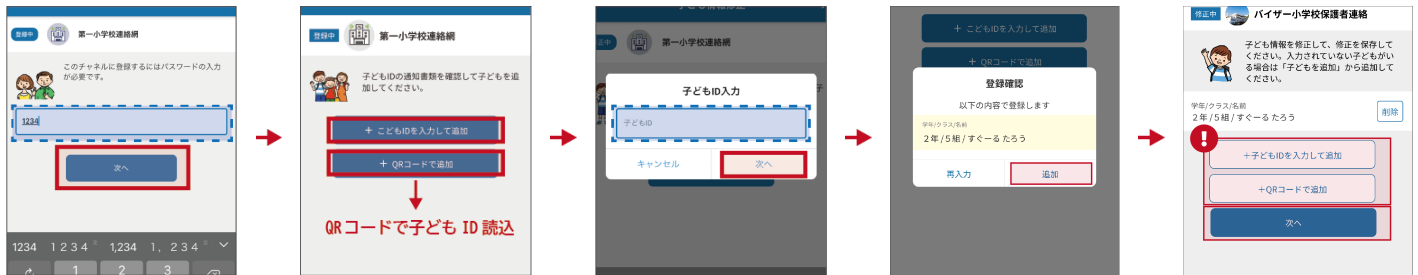 登録中 第一小学校連絡網
このチャネルに登録するにはパスワードの入力
が必要です。
1234
次へ
1234 1 2 3 4 1,234 1, 2 3 4
1 2 3
登録中 第一小学校連絡網
子どもIDの通知書類を確認して子どもを追
加してください。
+ こどもIDを入力して追加
+ QRコードで追加
QRコードで子ども ID 読込
第一小学校連絡網
子どもID入力
子どもID
キャンセル 次へ
+ こどもIDを入力して追加
+ QRコードで追加
登録確認
以下の内容で登録します
学年/クラス/名前
2年/5組/すぐーる たろう
再入力 追加
修正中 バイザー小学校保護者連絡
子ども情報を修正して、修正を保存して
ください。入力されていない子どもがい
る場合は「子どもを追加」から追加して
ください。
学年/クラス/名前
2年/5組/すぐーる たろう
削除
!
+子どもIDを入力して追加
+QRコードで追加
次へ